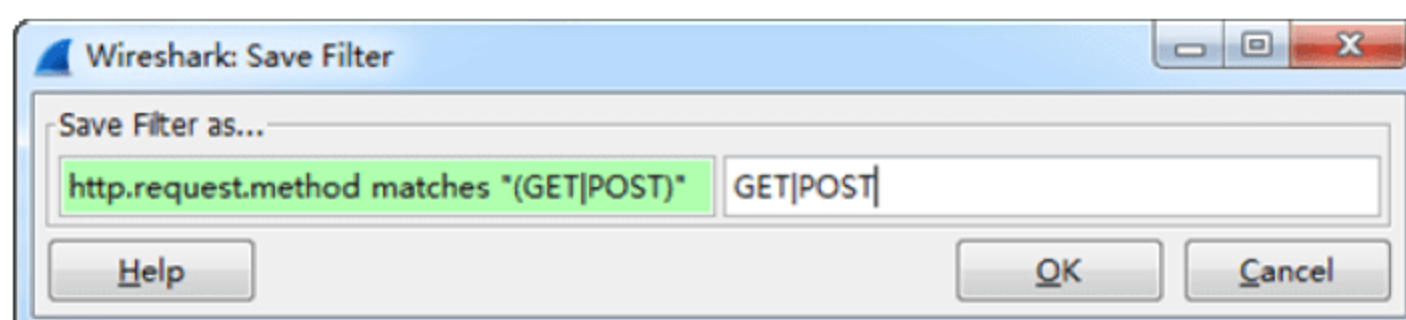 Wireshark: Save Filter
Save Filter as...
http.request.method matches "(GET|POST)" GET|POST
Help OK Cancel